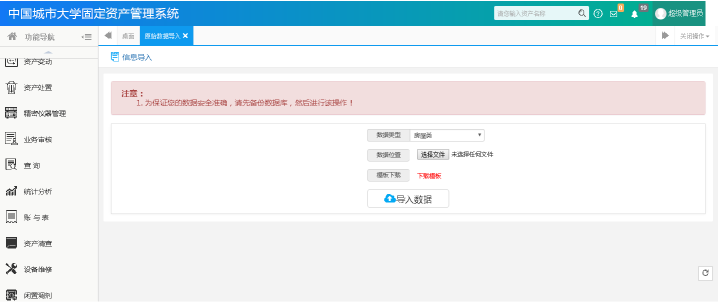 中国城市大学固定资产管理系统
请您输入资产名称
0
19
超级管理员
功能导航
桌面
原始数据导入
关闭操作
资产变动
信息导入
资产处置
注意：
1. 为保证您的数据安全准确，请先备份数据库，然后进行该操作！
精密仪器管理
业务审核
数据类型 房屋类
查 询
数据位置 选择文件 未选择任何文件
模板下载 下载模板
统计分析
导入数据
账 与 表
资产清查
设备维修
闲置调剂